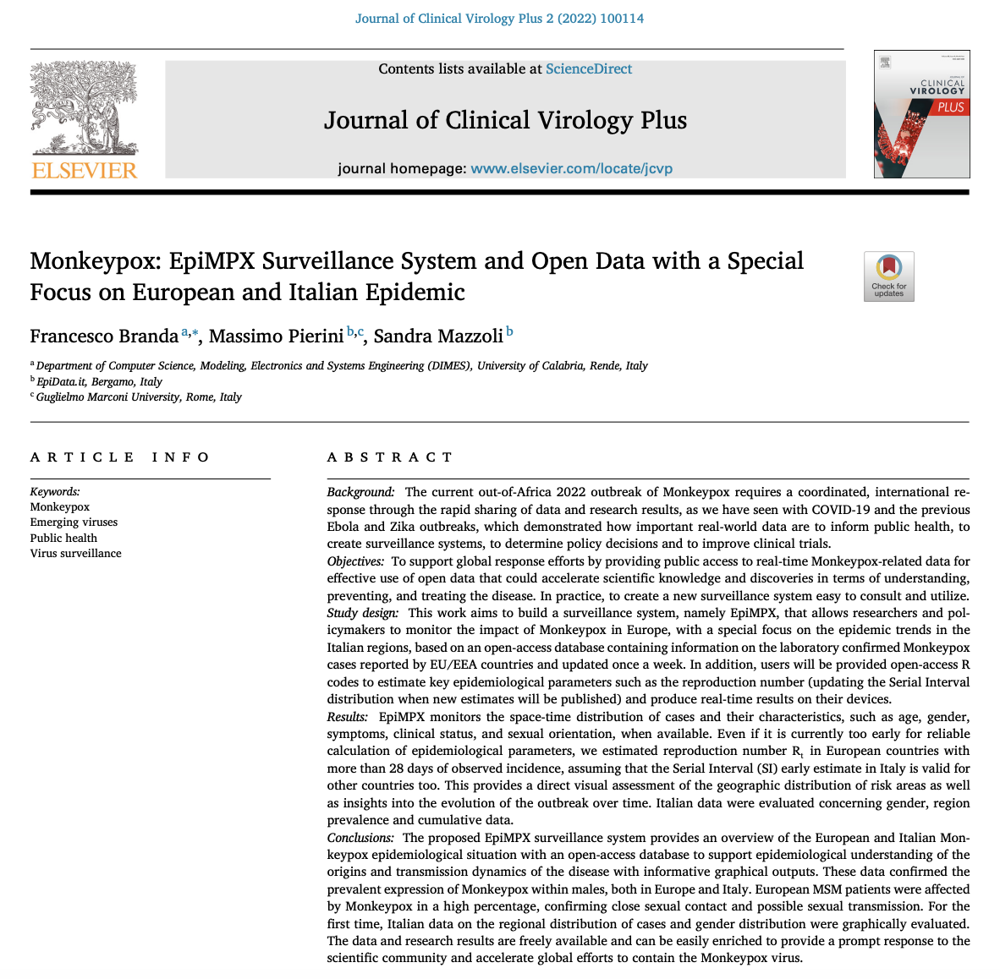 Journal of Clinical Virology Plus 2 (2022) 100114
Contents lists available at ScienceDirect
Journal of Clinical Virology Plus
journal homepage: www.elsevier.com/locate/jcvp
ELSEVIER
CLINICAL
VIROLOGY
PLUS
Monkeypox: EpiMPX Surveillance System and Open Data with a Special
Focus on European and Italian Epidemic
Check for
updates
Francesco Branda a,*, Massimo Pierini b,c, Sandra Mazzoli b
a Department of Computer Science, Modeling, Electronics and Systems Engineering (DIMES), University of Calabria, Rende, Italy
b EpiData.it, Bergamo, Italy
c Guglielmo Marconi University, Rome, Italy
ARTICLE INFO
Keywords:
Monkeypox
Emerging viruses
Public health
Virus surveillance
ABSTRACT
Background: The current out-of-Africa 2022 outbreak of Monkeypox requires a coordinated, international re-
sponse through the rapid sharing of data and research results, as we have seen with COVID-19 and the previous
Ebola and Zika outbreaks, which demonstrated how important real-world data are to inform public health, to
create surveillance systems, to determine policy decisions and to improve clinical trials.
Objectives: To support global response efforts by providing public access to real-time Monkeypox-related data for
effective use of open data that could accelerate scientific knowledge and discoveries in terms of understanding,
preventing, and treating the disease. In practice, to create a new surveillance system easy to consult and utilize.
Study design: This work aims to build a surveillance system, namely EpiMPX, that allows researchers and pol-
icymakers to monitor the impact of Monkeypox in Europe, with a special focus on the epidemic trends in the
Italian regions, based on an open-access database containing information on the laboratory confirmed Monkeypox
cases reported by EU/EEA countries and updated once a week. In addition, users will be provided open-access R
codes to estimate key epidemiological parameters such as the reproduction number (updating the Serial Interval
distribution when new estimates will be published) and produce real-time results on their devices.
Results: EpiMPX monitors the space-time distribution of cases and their characteristics, such as age, gender,
symptoms, clinical status, and sexual orientation, when available. Even if it is currently too early for reliable
calculation of epidemiological parameters, we estimated reproduction number Rt in European countries with
more than 28 days of observed incidence, assuming that the Serial Interval (SI) early estimate in Italy is valid for
other countries too. This provides a direct visual assessment of the geographic distribution of risk areas as well
as insights into the evolution of the outbreak over time. Italian data were evaluated concerning gender, region
prevalence and cumulative data.
Conclusions: The proposed EpiMPX surveillance system provides an overview of the European and Italian Mon-
keypox epidemiological situation with an open-access database to support epidemiological understanding of the
origins and transmission dynamics of the disease with informative graphical outputs. These data confirmed the
prevalent expression of Monkeypox within males, both in Europe and Italy. European MSM patients were affected
by Monkeypox in a high percentage, confirming close sexual contact and possible sexual transmission. For the
first time, Italian data on the regional distribution of cases and gender distribution were graphically evaluated.
The data and research results are freely available and can be easily enriched to provide a prompt response to the
scientific community and accelerate global efforts to contain the Monkeypox virus.